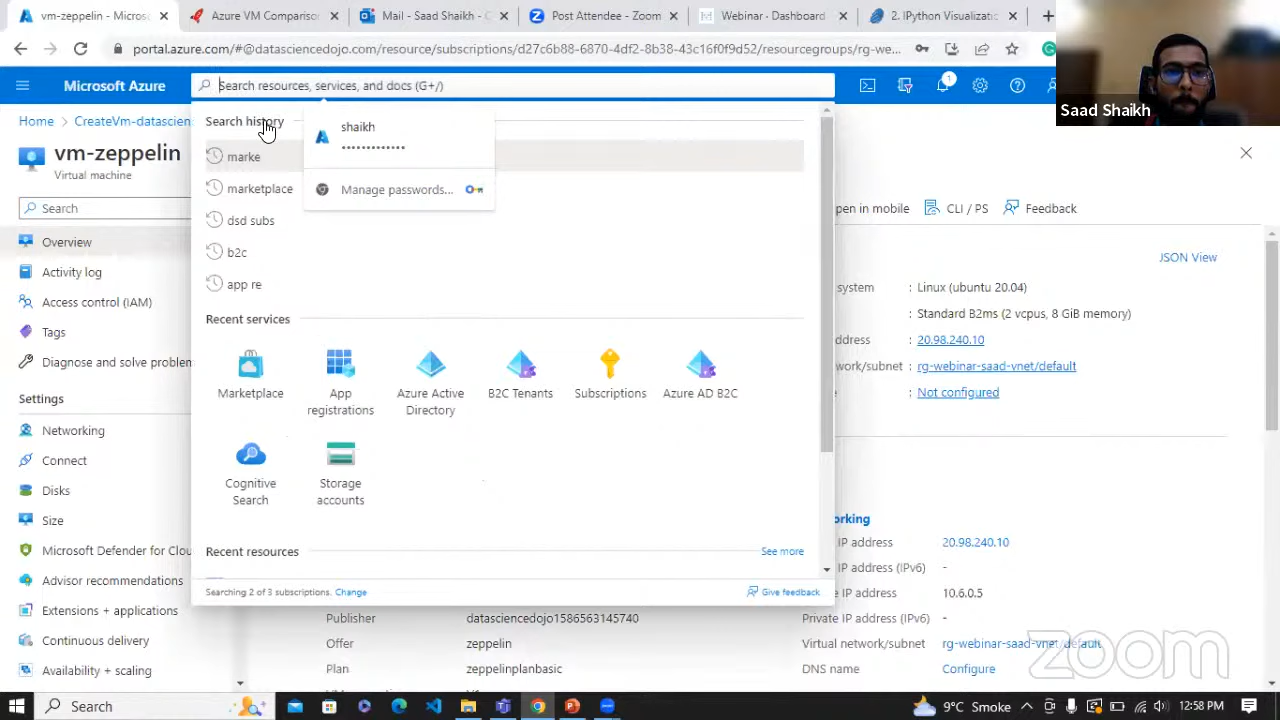 vm-zeppelin - Micros
Azure VM Compariso
Mail - Saad Shaikh - O
Post Attendee - Zoom
Webinar · Dashboard
2. IPython Visualizatio
portal.azure.com/#@datasciencedojo.com/resource/subscriptions/d27c6b88-6870-4df2-8b38-43c16f0f9d52/resourcegroups/rg-we...
Microsoft Azure
Search resources, services, and docs (G+/)
1
Saad Shaikh
Home > CreateVm-datascien
vm-zeppelin
Virtual machine
Search
Overview
Activity log
Access control (IAM)
Tags
Diagnose and solve problem
Settings
Networking
Connect
Disks
Size
Microsoft Defender for Clou
Advisor recommendations
Extensions + applications
Continuous delivery
Availability + scaling
Search history
marke
marketplace
dsd subs
b2c
app re
shaikh
•••••••••••••
Manage passwords...
Recent services
Marketplace
App registrations
Azure Active Directory
B2C Tenants
Subscriptions
Azure AD B2C
Cognitive Search
Storage accounts
Recent resources
See more
Searching 2 of 3 subscriptions. Change
Give feedback
pen in mobile
CLI / PS
Feedback
JSON View
system : Linux (ubuntu 20.04)
: Standard B2ms (2 vcpus, 8 GiB memory)
ddress : 20.98.240.10
work/subnet : rg-webinar-saad-vnet/default
e : Not configured
orking
IP address 20.98.240.10
IP address (IPv6) -
IP address 10.6.0.5
Publisher datasciencedojo1586563145740
Private IP address (IPv6) -
Offer zeppelin
Virtual network/subnet rg-webinar-saad-vnet/default
Plan zeppelinplanbasic
DNS name Configure
zoom
Search
9°C Smoke
12:58 PM